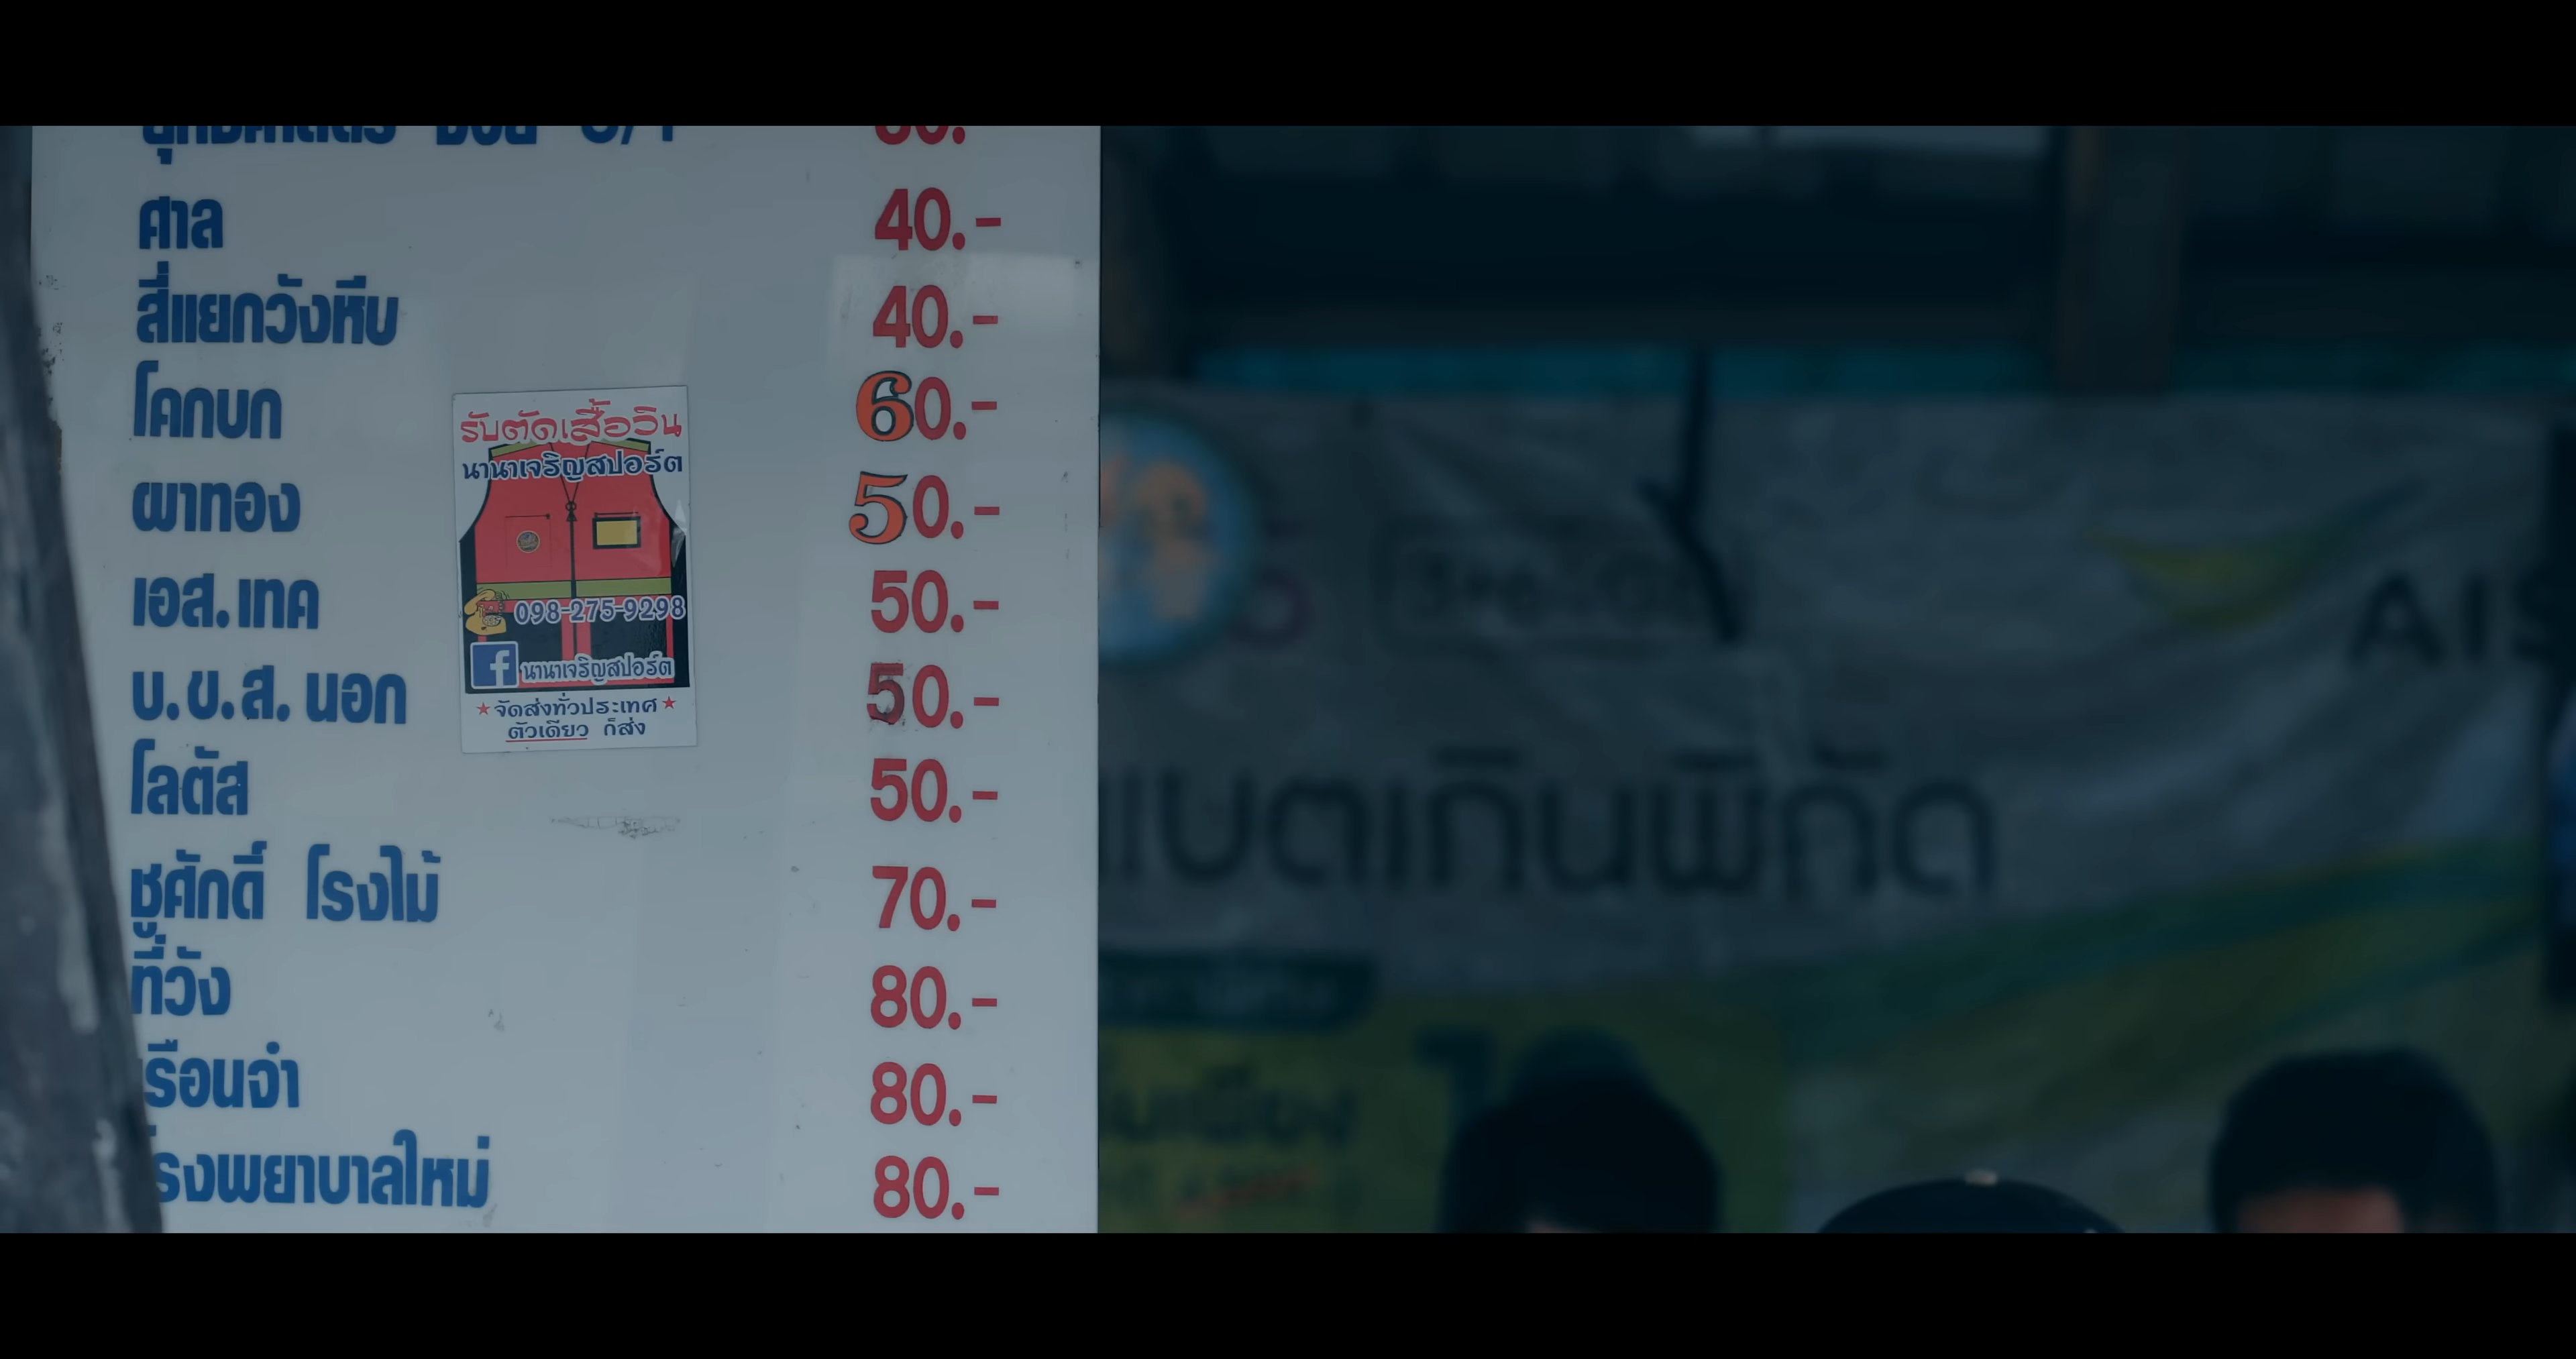 ศาล 40.-
สี่แยกวังหีบ 40.-
โคกบก 60.-
ผาทอง 50.-
เอส.เทค 50.-
บ.ข.ส. นอก 50.-
โลตัส 50.-
ชูศักดิ์ โรงไม้ 70.-
ที่วัง 80.-
เรือนจำ 80.-
โรงพยาบาลใหม่ 80.-
รับตัดเสื้อวิน
นานาเจริญสปอร์ต
098-275-9298
f นานาเจริญสปอร์ต
★จัดส่งทั่วประเทศ★
ตัวเดียว ก็ส่ง
AIS
แบตเกินพิกัด